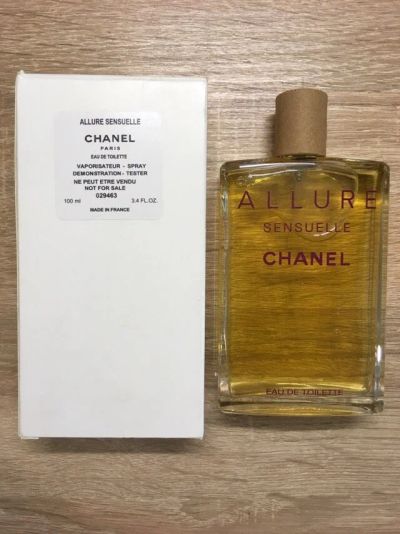 ALLURE SENSUELLE
CHANEL
PARIS
EAU DE TOILETTE
VAPORISATEUR - SPRAY
DEMONSTRATION - TESTER
NE PEUT ETRE VENDU
NOT FOR SALE
029463
100 ml 3.4 FL.OZ.
MADE IN FRANCE
ALLURE
SENSUELLE
CHANEL
EAU DE TOILETTE